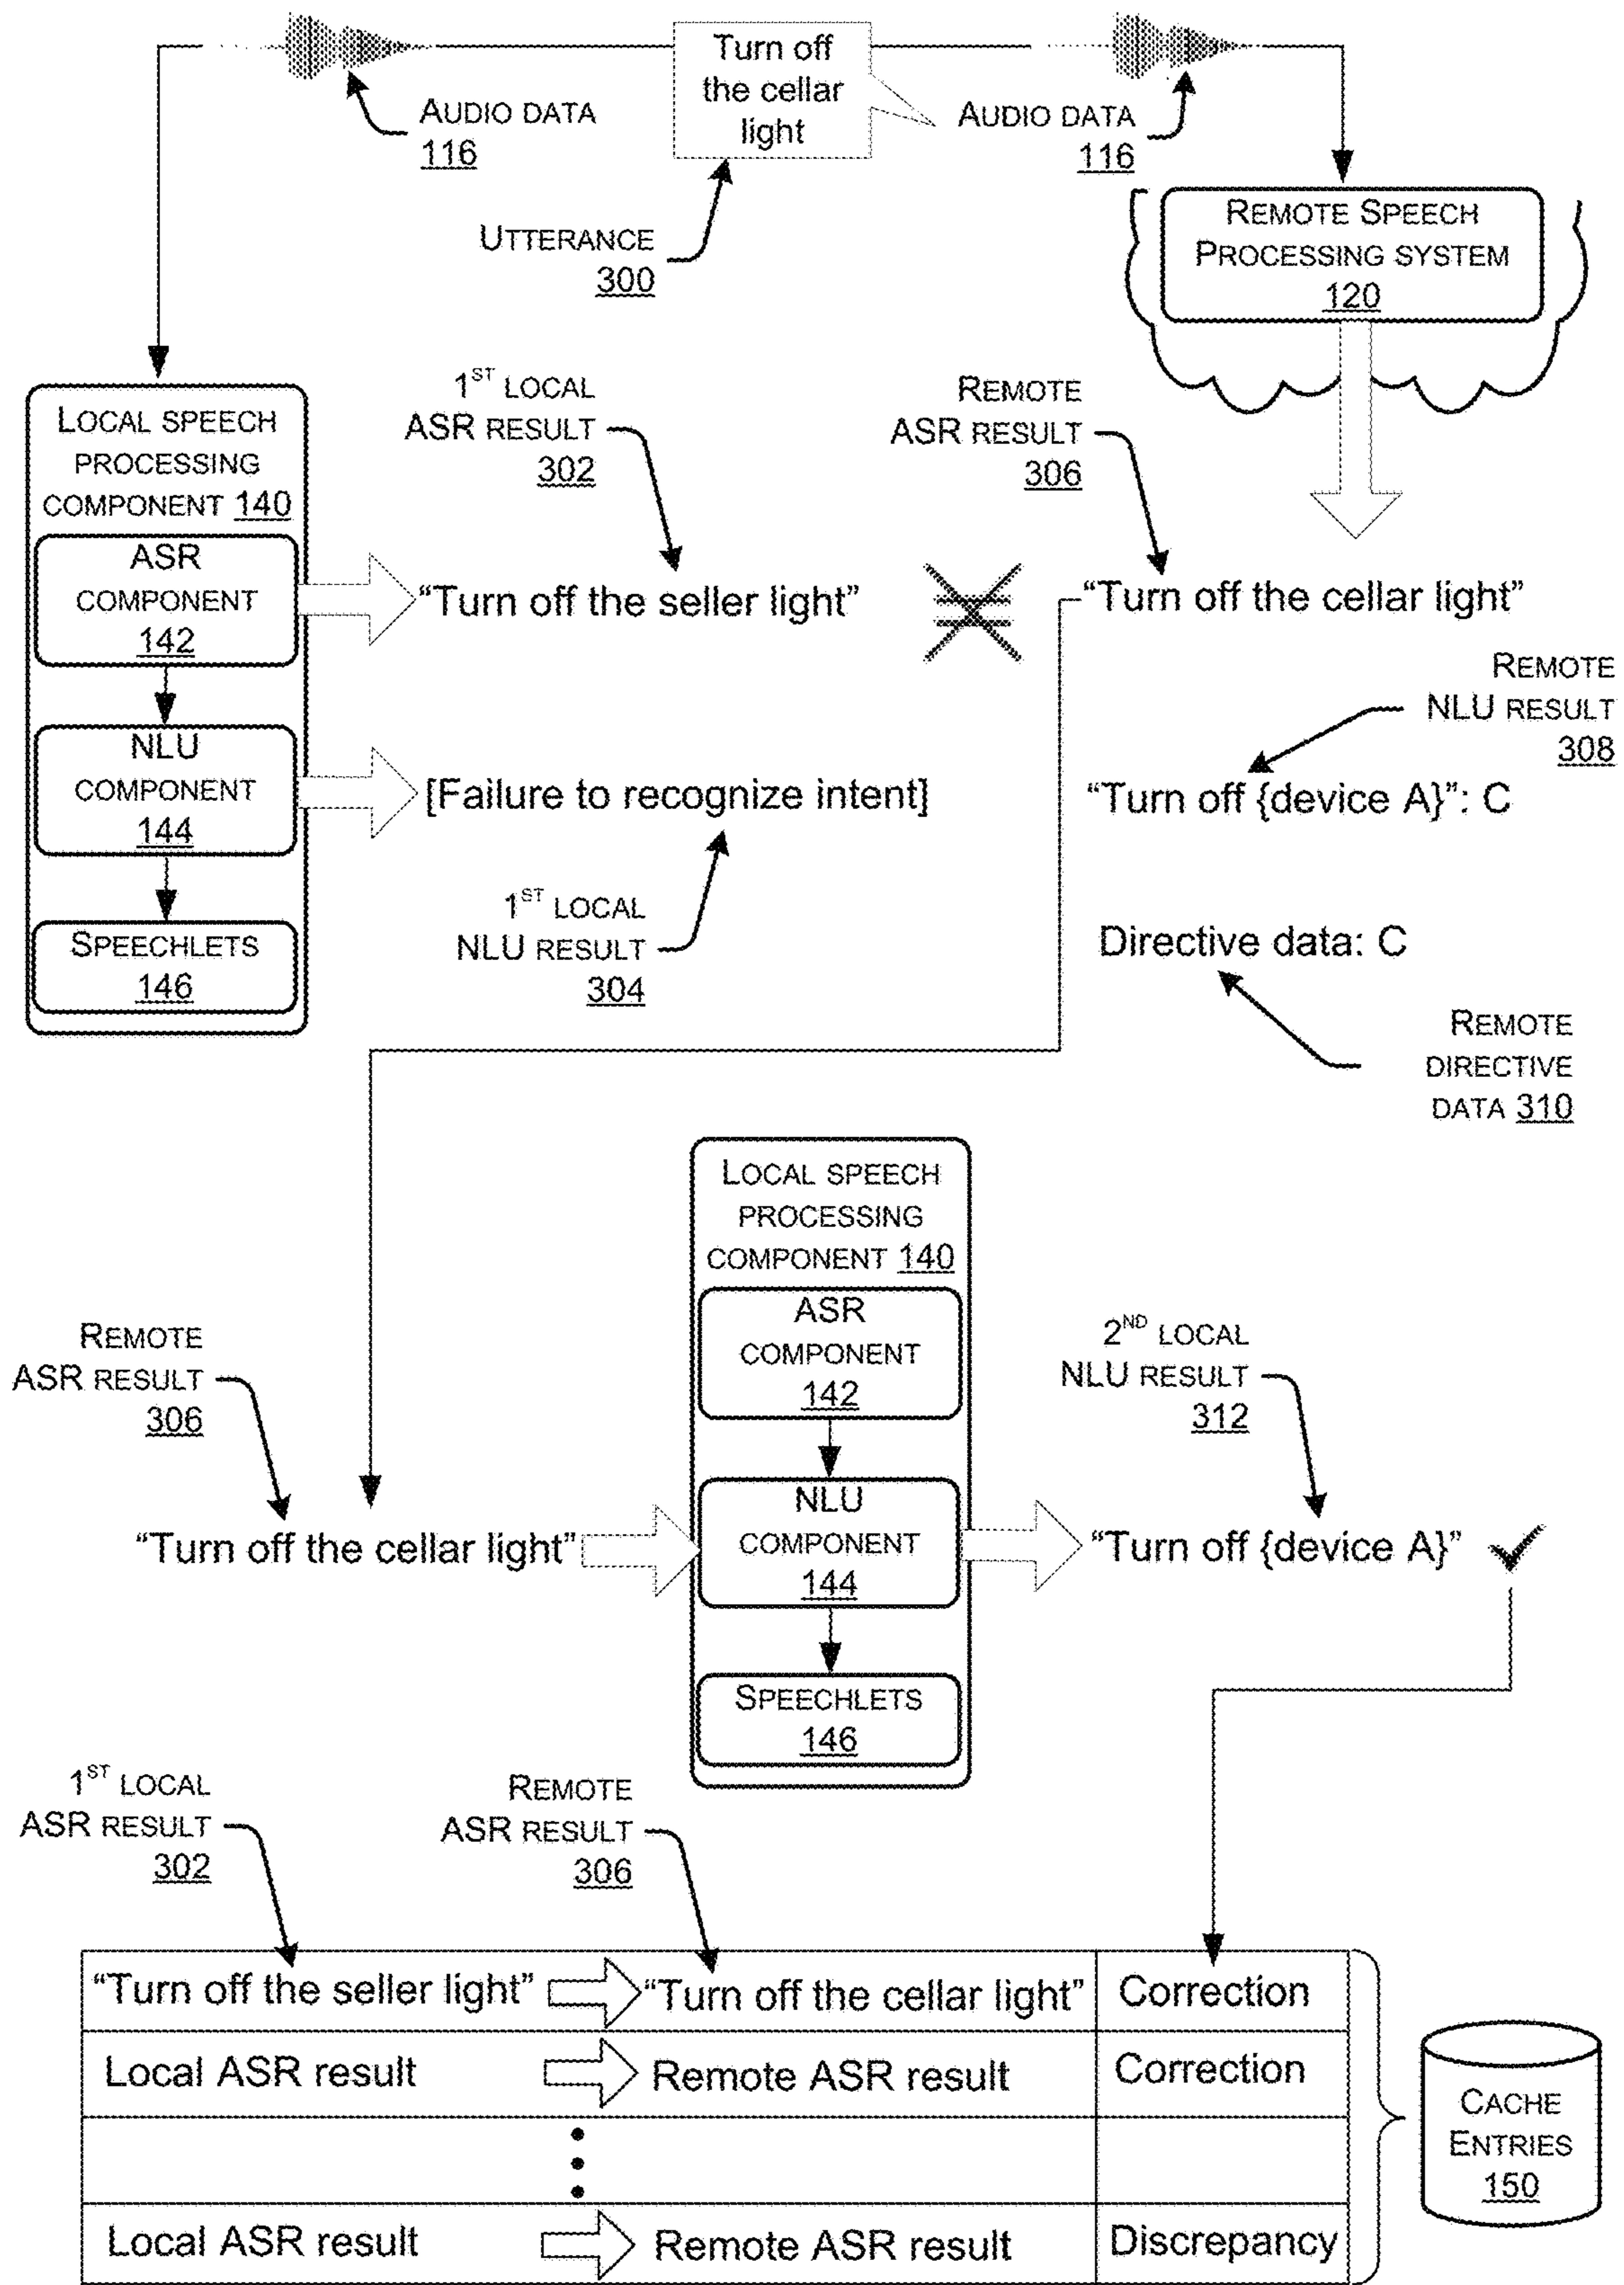 Turn off
the cellar
light
AUDIO DATA
116
AUDIO DATA
116
UTTERANCE
300
REMOTE SPEECH
PROCESSING SYSTEM
120
LOCAL SPEECH
PROCESSING
COMPONENT 140
ASR
COMPONENT
142
NLU
COMPONENT
144
SPEECHLETS
146
1ST LOCAL
ASR RESULT
302
REMOTE
ASR RESULT
306
“Turn off the seller light”
“Turn off the cellar light”
REMOTE
NLU RESULT
308
[Failure to recognize intent]
“Turn off {device A}”: C
1ST LOCAL
NLU RESULT
304
Directive data: C
REMOTE
DIRECTIVE
DATA 310
LOCAL SPEECH
PROCESSING
COMPONENT 140
ASR
COMPONENT
142
NLU
COMPONENT
144
SPEECHLETS
146
REMOTE
ASR RESULT
306
2ND LOCAL
NLU RESULT
312
“Turn off the cellar light”
“Turn off {device A}”
1ST LOCAL
ASR RESULT
302
REMOTE
ASR RESULT
306
“Turn off the seller light” “Turn off the cellar light” Correction
Local ASR result Remote ASR result Correction
Local ASR result Remote ASR result Discrepancy
CACHE
ENTRIES
150